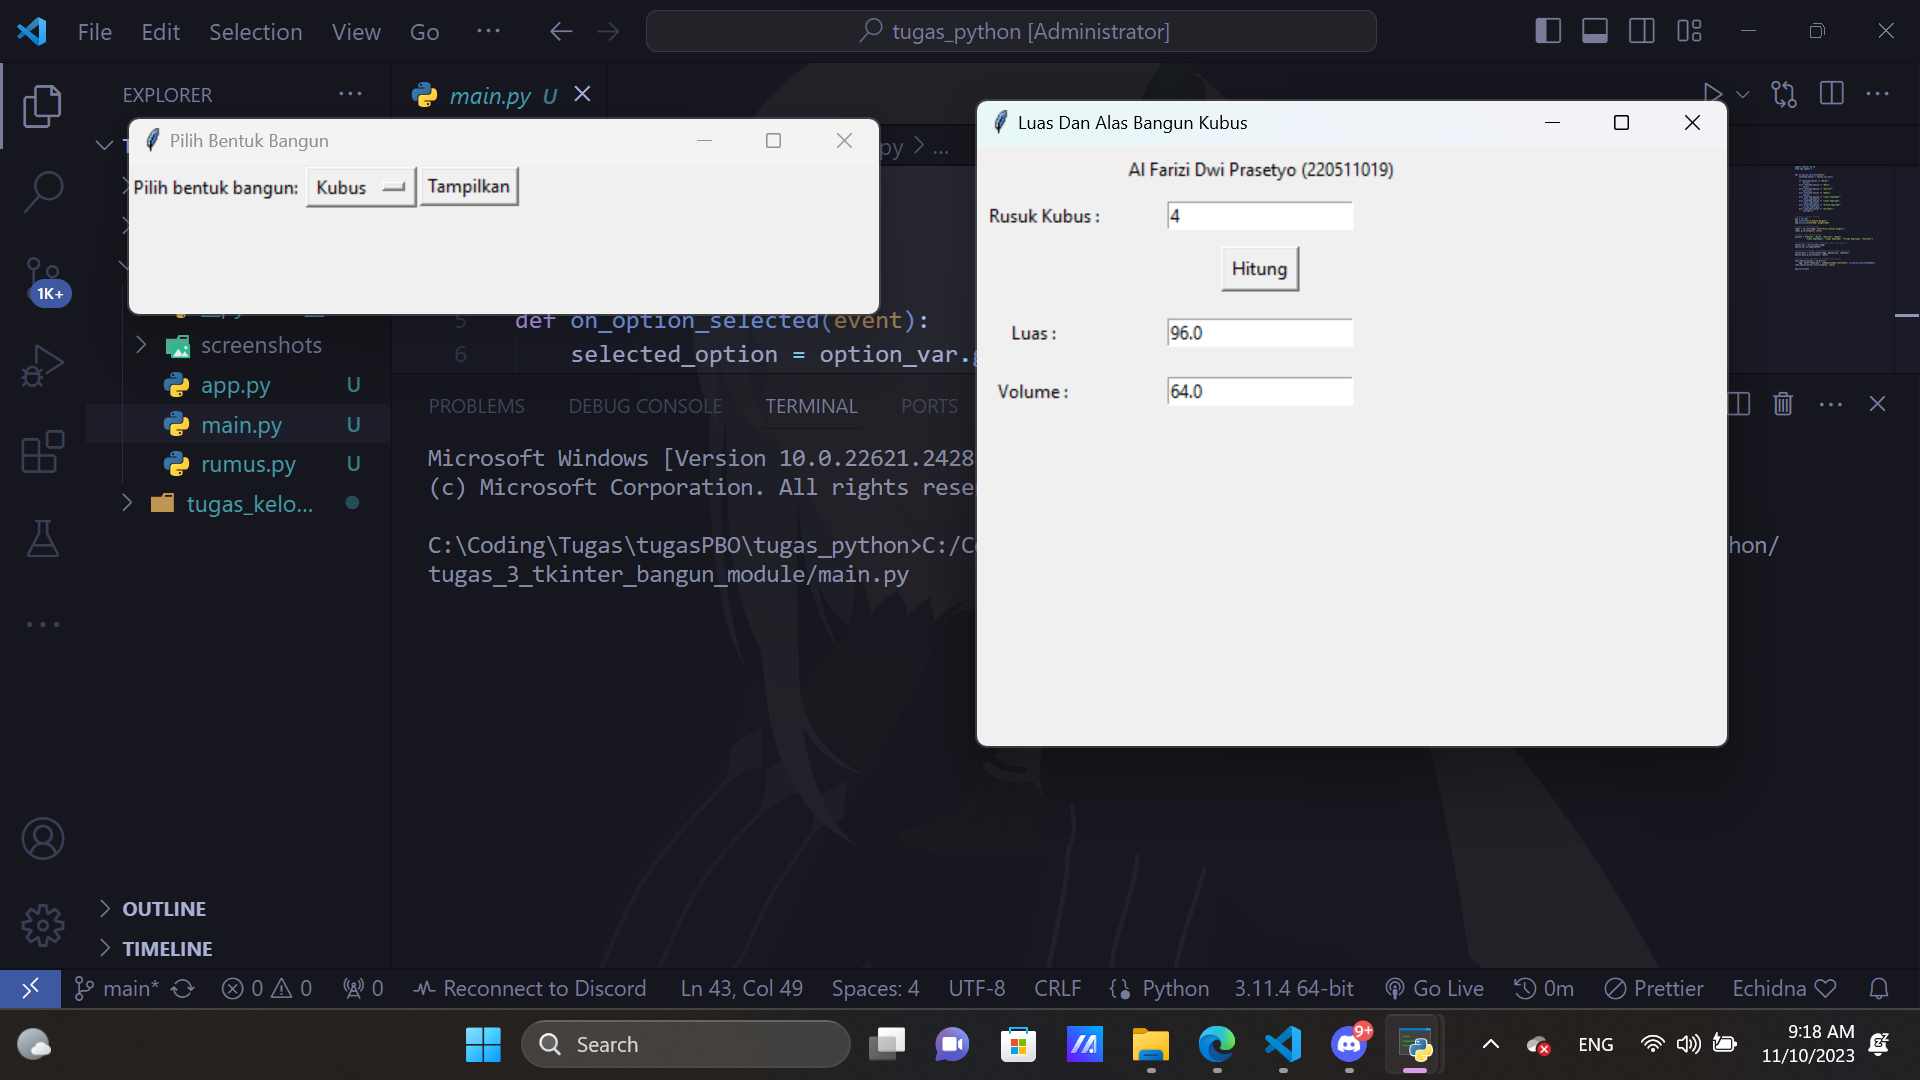 File Edit Selection View Go ...
tugas_python [Administrator]
EXPLORER
main.py U
Pilih Bentuk Bangun
Pilih bentuk bangun: Kubus Tampilkan
Luas Dan Alas Bangun Kubus
Al Farizi Dwi Prasetyo (220511019)
Rusuk Kubus : 4
Hitung
Luas : 96.0
Volume : 64.0
1K+
py > ...
5 def on_option_selected(event):
6 selected_option = option_var.
screenshots
app.py U
main.py U
rumus.py U
tugas_kelo...
PROBLEMS DEBUG CONSOLE TERMINAL PORTS
Microsoft Windows [Version 10.0.22621.2428
(c) Microsoft Corporation. All rights rese
C:\Coding\Tugas\tugasPBO\tugas_python>C:/C hon/
tugas_3_tkinter_bangun_module/main.py
OUTLINE
TIMELINE
main* 0 0 0 Reconnect to Discord Ln 43, Col 49 Spaces: 4 UTF-8 CRLF Python 3.11.4 64-bit Go Live 0m Prettier Echidna
Search
9+
ENG
9:18 AM
11/10/2023